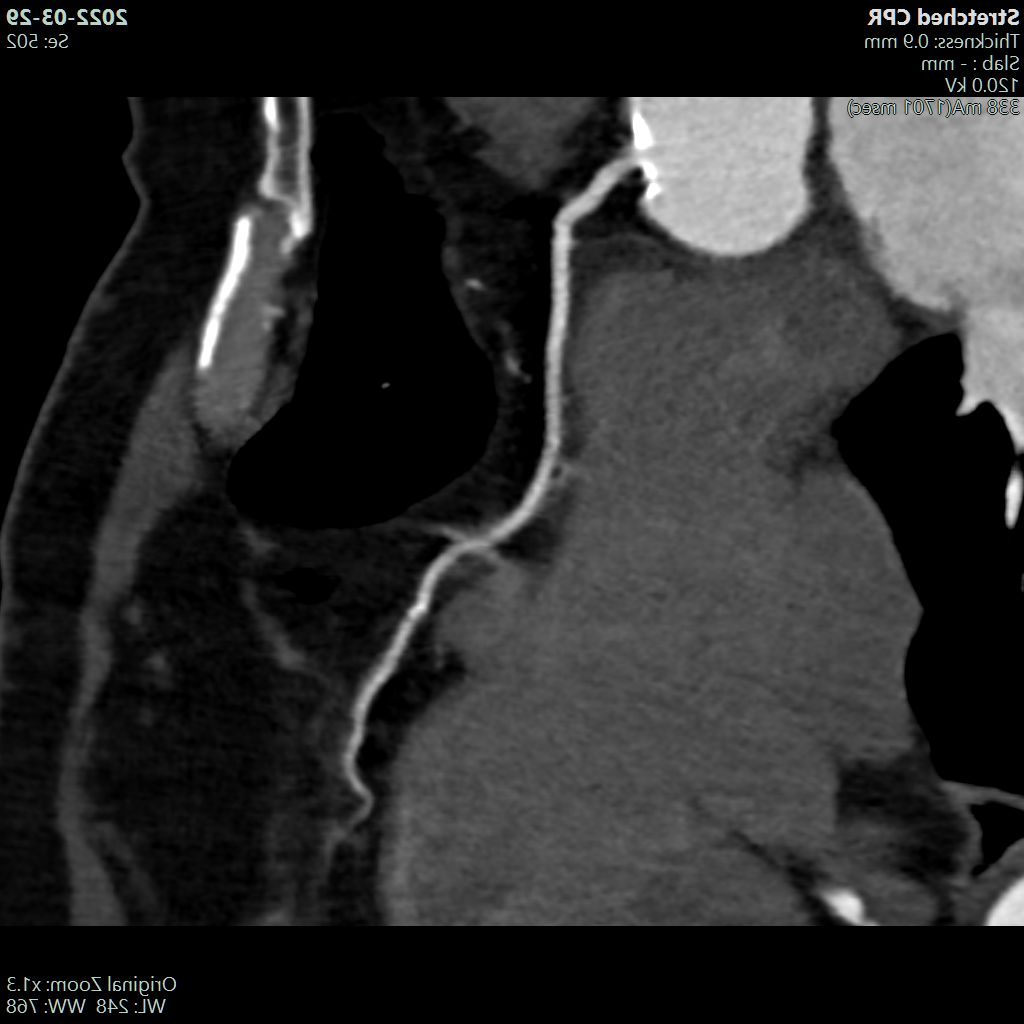 Stretched CPR
Thickness: 0.9 mm
Slab : - mm
120.0 kV
338 mA(1701 msec)
2022-03-29
Se: 502
Original Zoom: x1.3
WL: 248 WW: 768